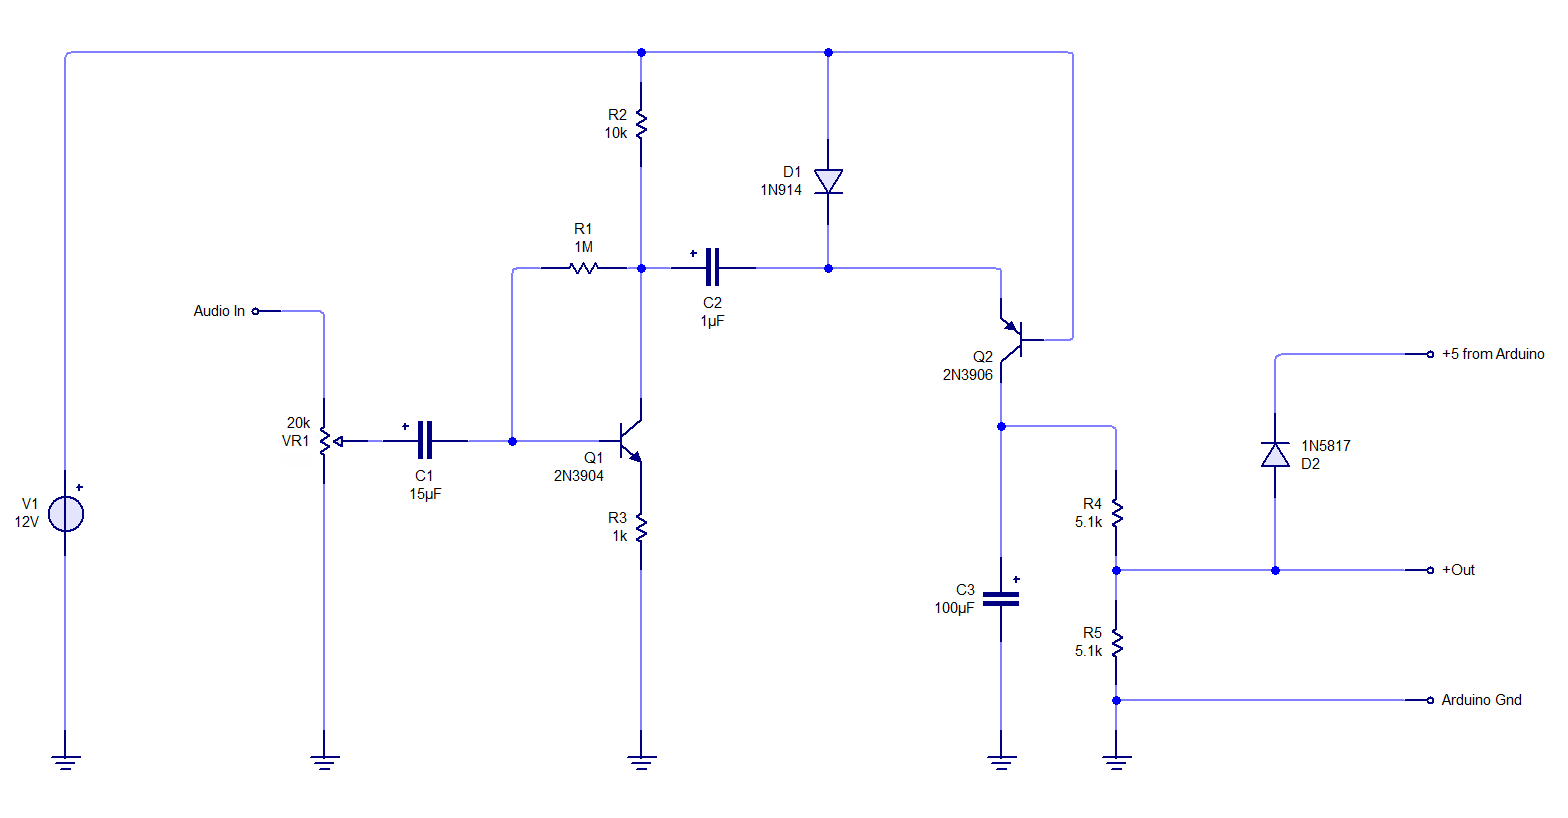 R2
10k
D1
1N914
R1
1M
+
C2
1µF
Audio In
Q2
2N3906
+5 from Arduino
20k
VR1
+
C1
15µF
Q1
2N3904
1N5817
D2
+
V1
12V
R3
1k
R4
5.1k
+Out
+
C3
100µF
R5
5.1k
Arduino Gnd